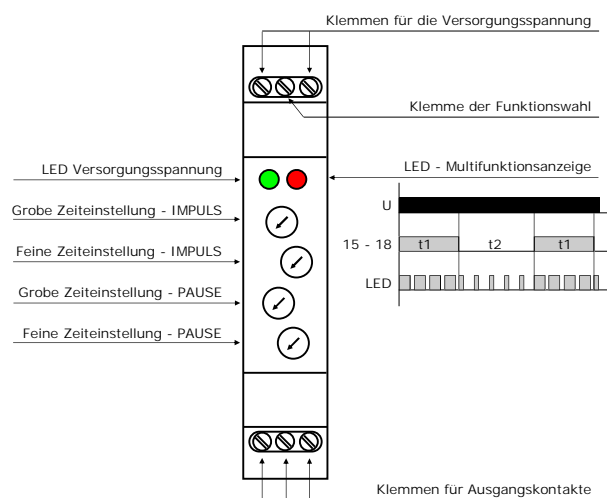 Klemmen für die Versorgungsspannung
Klemme der Funktionswahl
LED Versorgungsspannung
LED - Multifunktionsanzeige
Grobe Zeiteinstellung - IMPULS
Feine Zeiteinstellung - IMPULS
Grobe Zeiteinstellung - PAUSE
Feine Zeiteinstellung - PAUSE
U
15 - 18 t1 t2 t1
LED
Klemmen für Ausgangskontakte